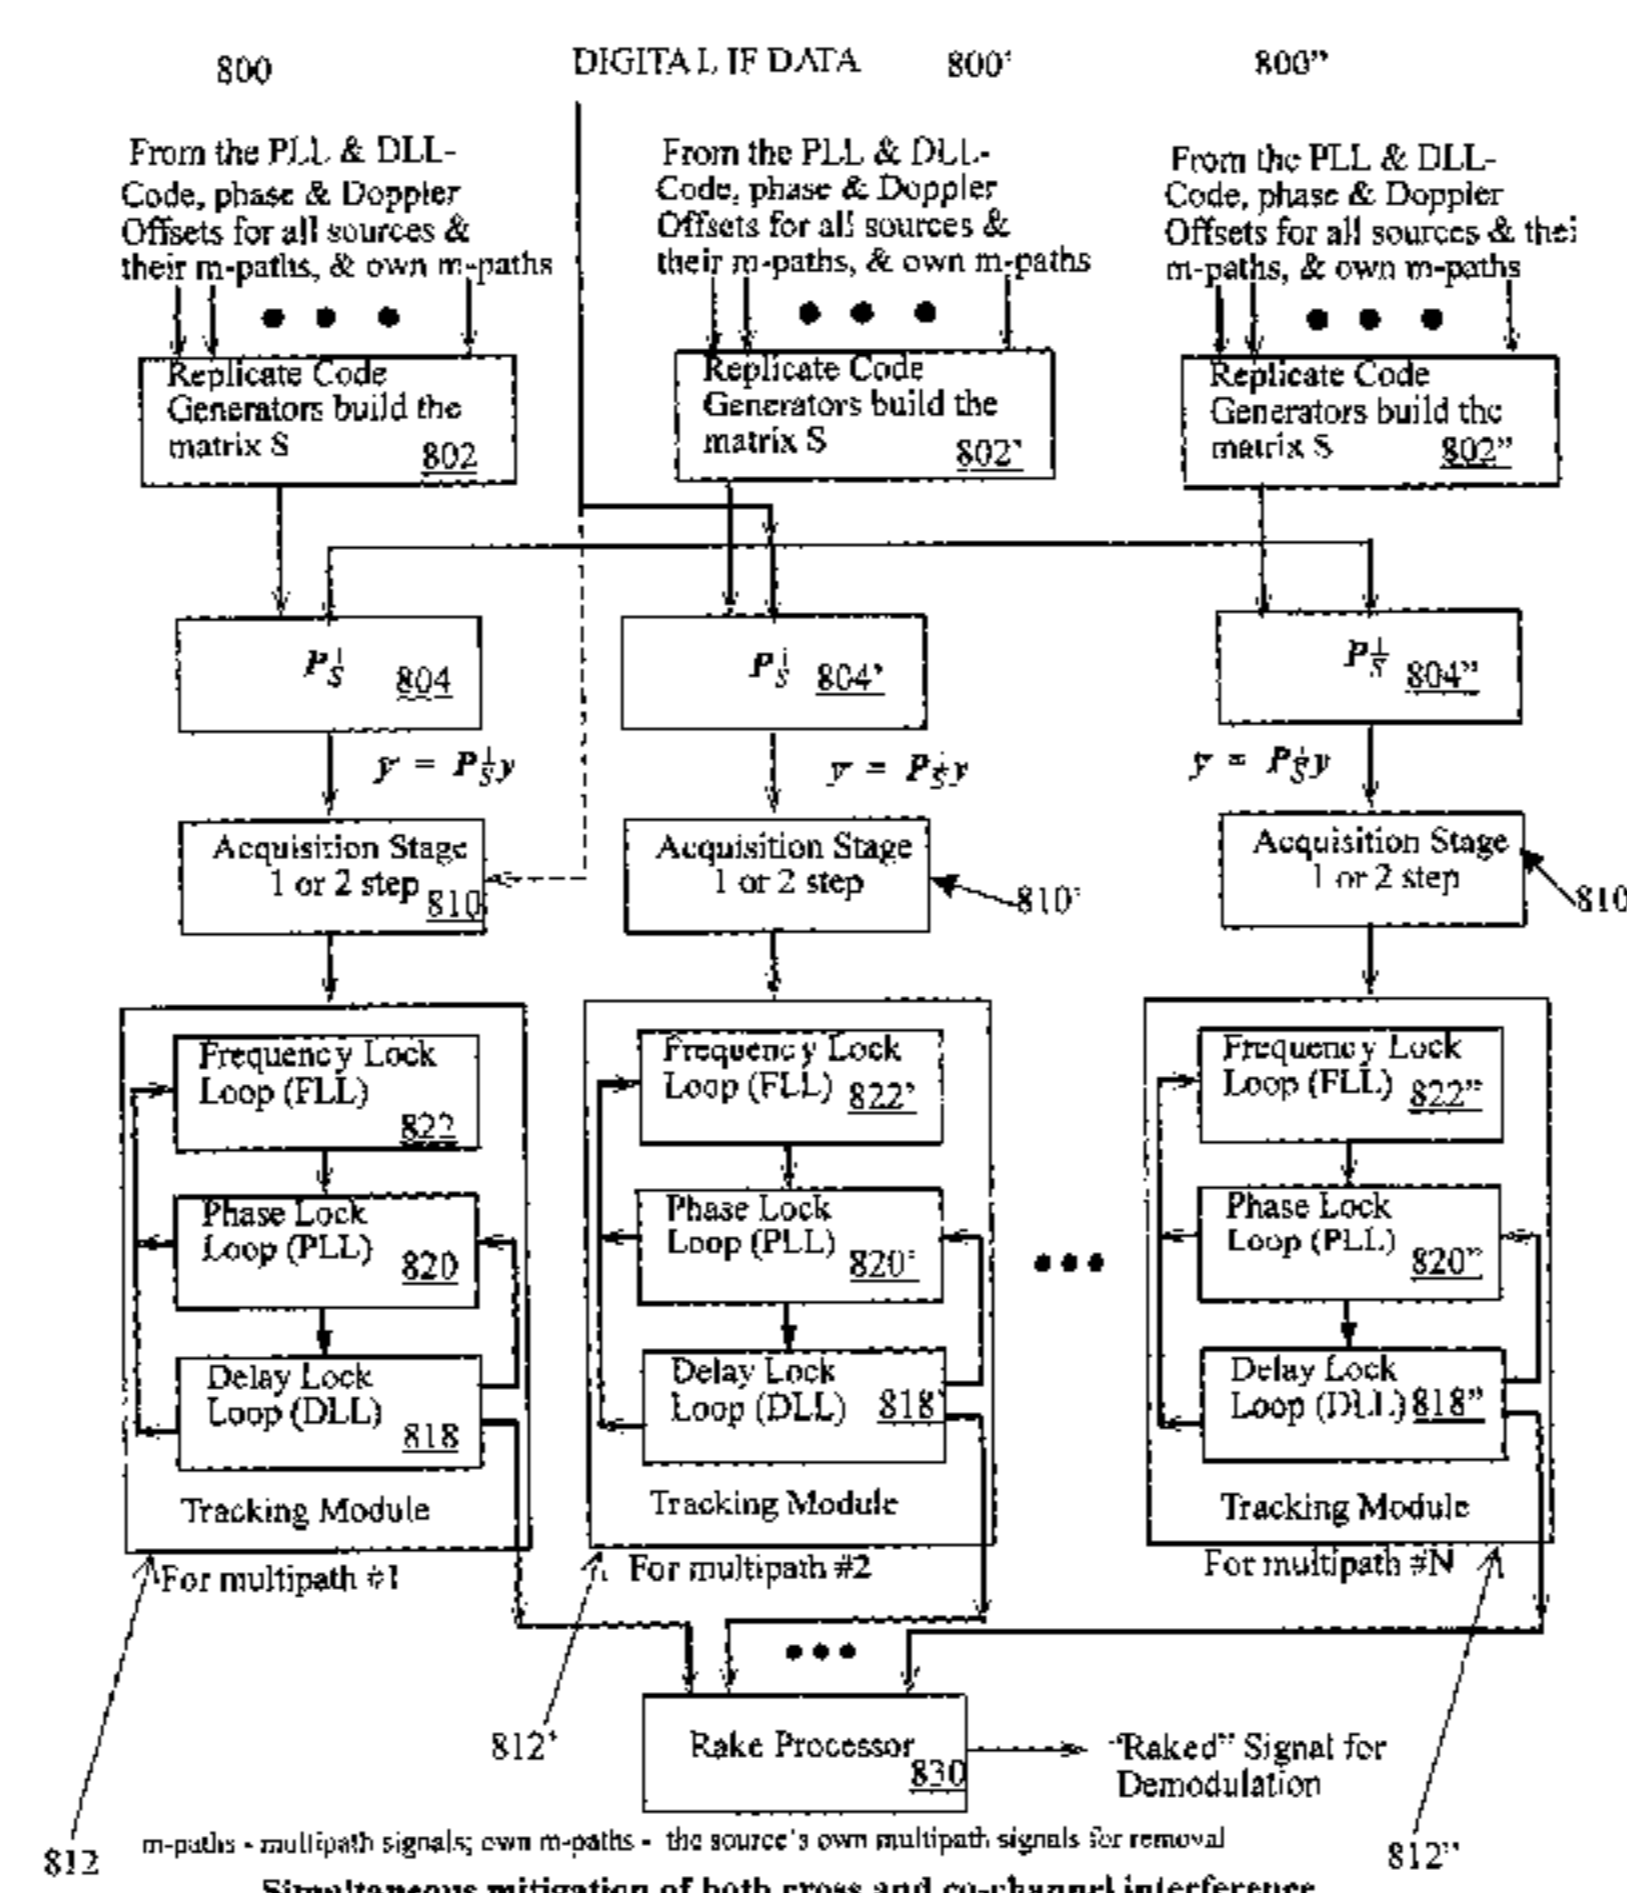 800
DIGITAL IF DATA
800'
800"
From the PLL & DLL-
Code, phase & Doppler
Offsets for all sources &
their m-paths, & own m-paths
From the PLL & DLL-
Code, phase & Doppler
Offsets for all sources &
their m-paths, & own m-paths
From the PLL & DLL-
Code, phase & Doppler
Offsets for all sources & thei
m-paths, & own m-paths
Replicate Code
Generators build the
matrix S
802
Replicate Code
Generators build the
matrix S
802'
Replicate Code
Generators build the
matrix S
802"
P⊥S 804
P⊥S 804'
P⊥S 804"
y = P⊥S y
y = P⊥S y
y = P⊥S y
Acquisition Stage
1 or 2 step
810
Acquisition Stage
1 or 2 step
810'
Acquisition Stage
1 or 2 step
810
Frequency Lock
Loop (FLL)
822
Phase Lock
Loop (PLL)
820
Delay Lock
Loop (DLL)
818
Tracking Module
For multipath #1
Frequency Lock
Loop (FLL)
822'
Phase Lock
Loop (PLL)
820'
Delay Lock
Loop (DLL)
818'
Tracking Module
For multipath #2
Frequency Lock
Loop (FLL)
822"
Phase Lock
Loop (PLL)
820"
Delay Lock
Loop (DLL)
818"
Tracking Module
For multipath #N
812'
Rake Processor
830
"Raked" Signal for
Demodulation
812
m-paths - multipath signals; own m-paths - the source's own multipath signals for removal
812"
Simultaneous mitigation of both cross and co-channel interference